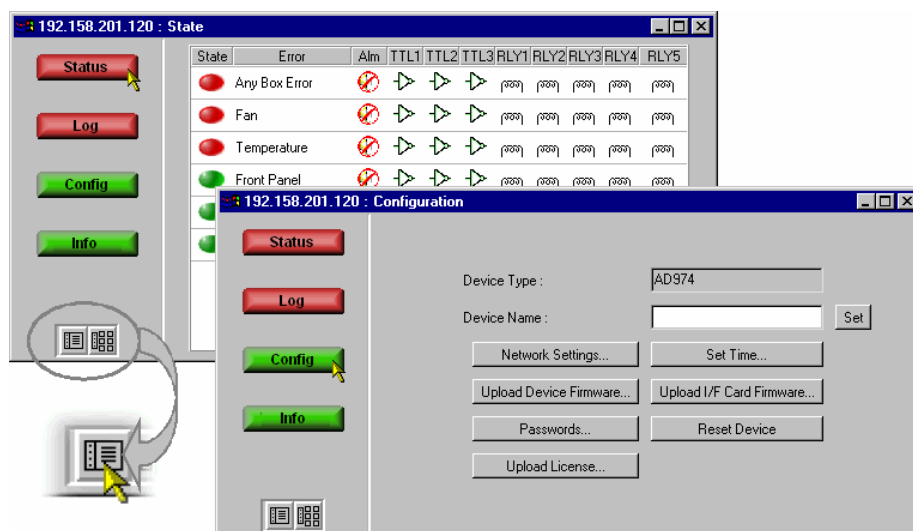 192.158.201.120 : State
Status
Log
Config
Info
State Error Alm TTL1 TTL2 TTL3 RLY1 RLY2 RLY3 RLY4 RLY5
Any Box Error
Fan
Temperature
Front Panel
192.158.201.120 : Configuration
Status
Log
Config
Info
Device Type : AD974
Device Name : Set
Network Settings... Set Time...
Upload Device Firmware... Upload I/F Card Firmware...
Passwords... Reset Device
Upload License...